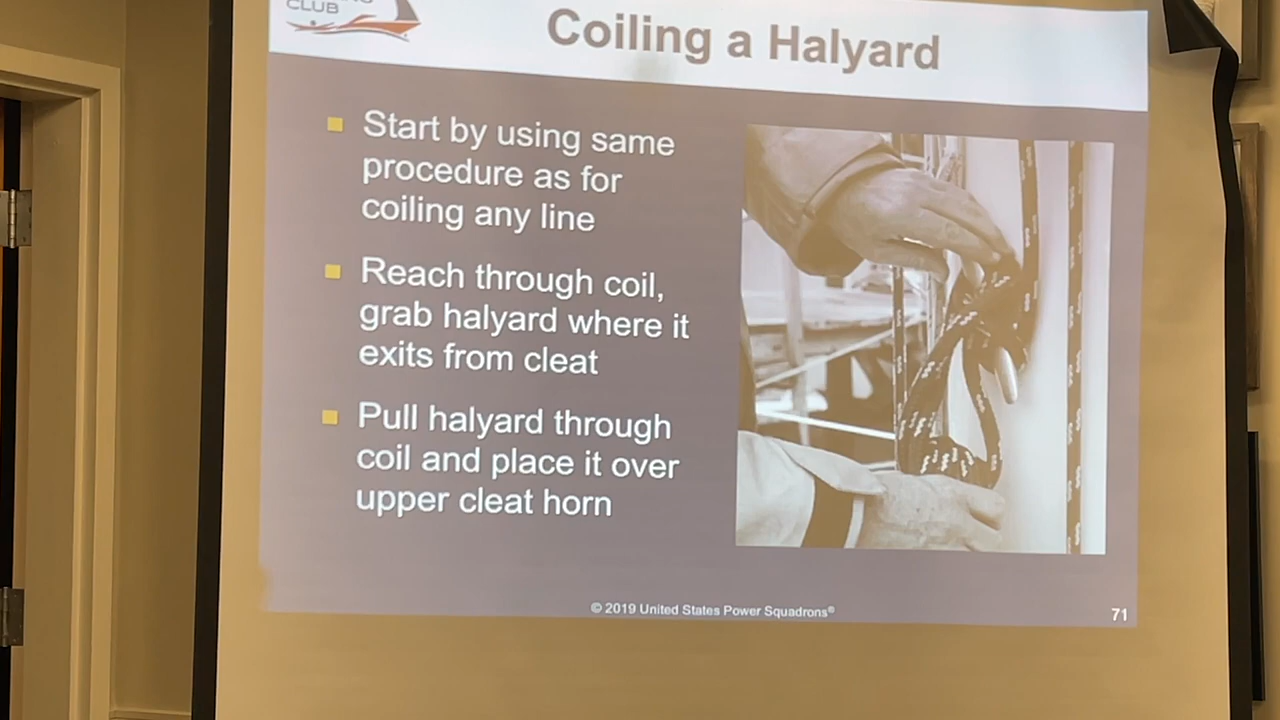 CLUB
Coiling a Halyard
Start by using same
procedure as for
coiling any line
Reach through coil,
grab halyard where it
exits from cleat
Pull halyard through
coil and place it over
upper cleat horn
© 2019 United States Power Squadrons®
71